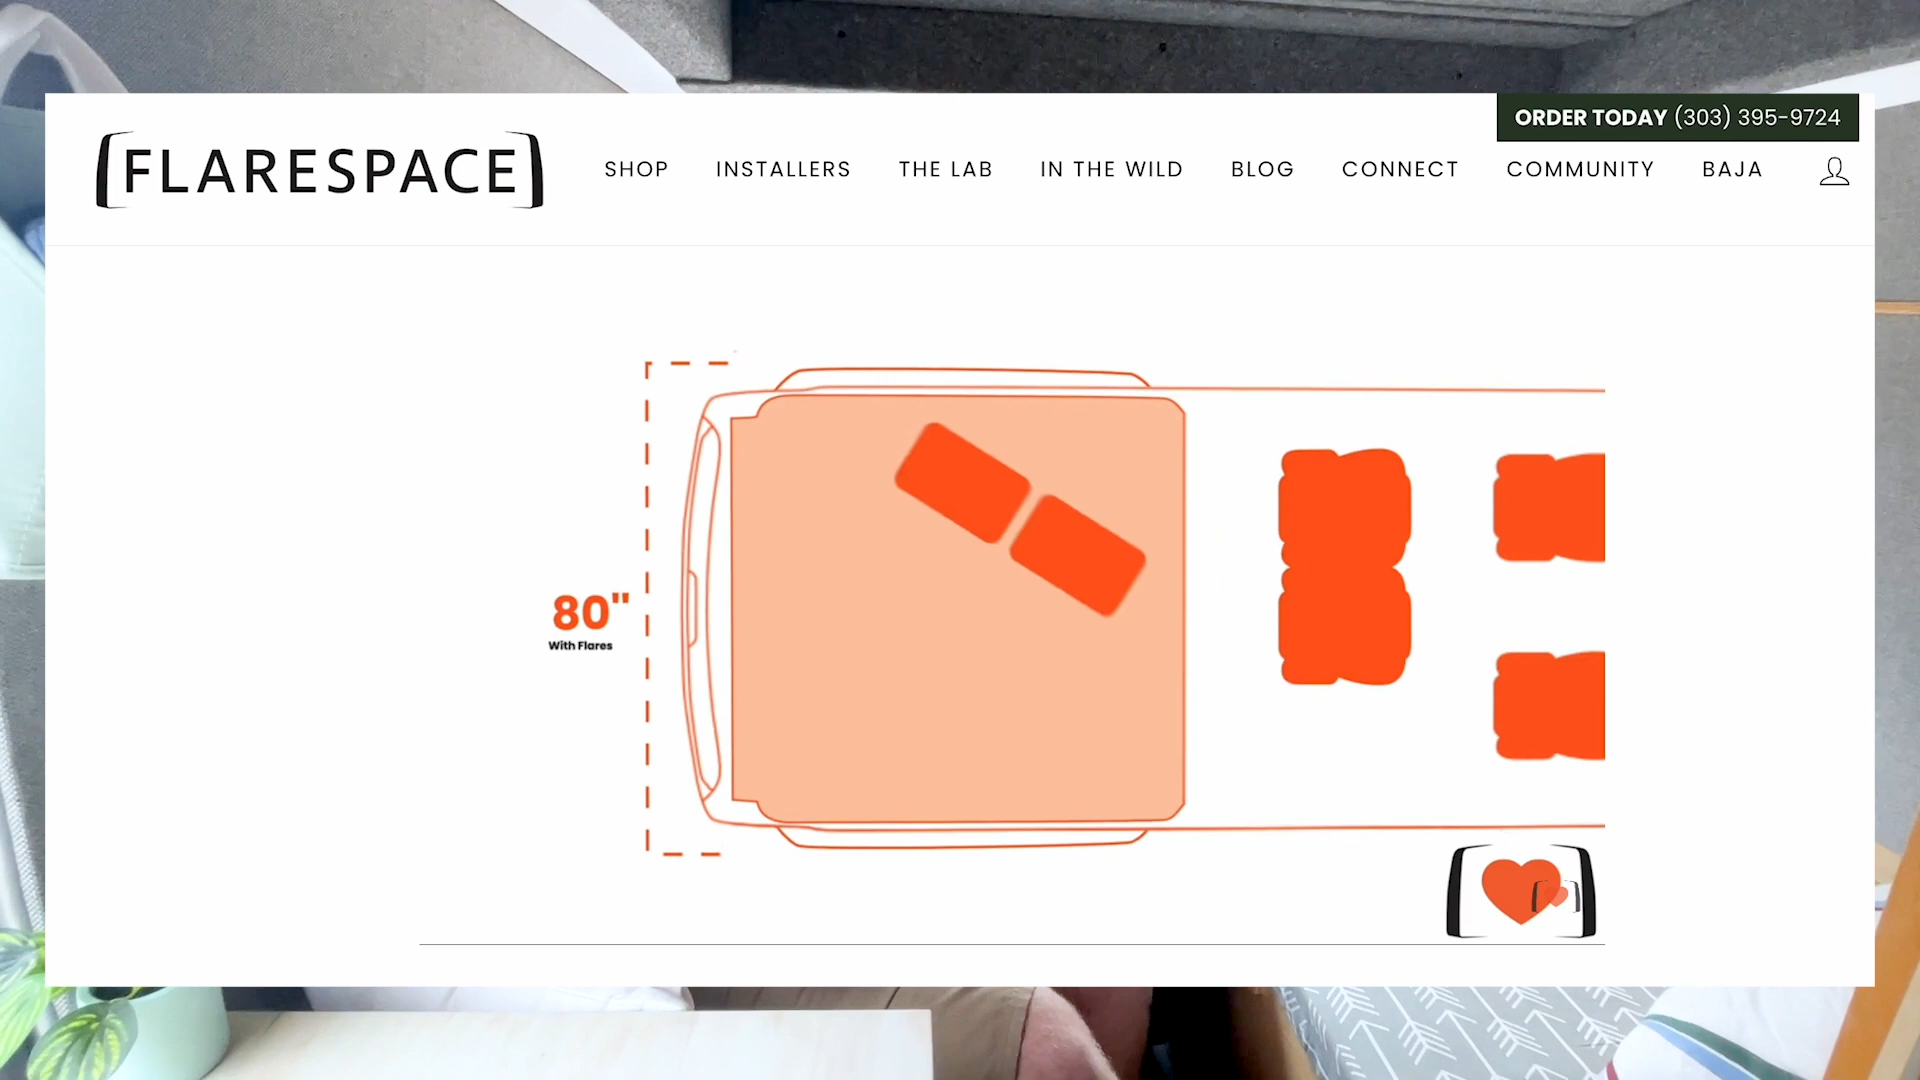 ORDER TODAY (303) 395-9724
[FLARESPACE]
SHOP INSTALLERS THE LAB IN THE WILD BLOG CONNECT COMMUNITY BAJA
80"
With Flares